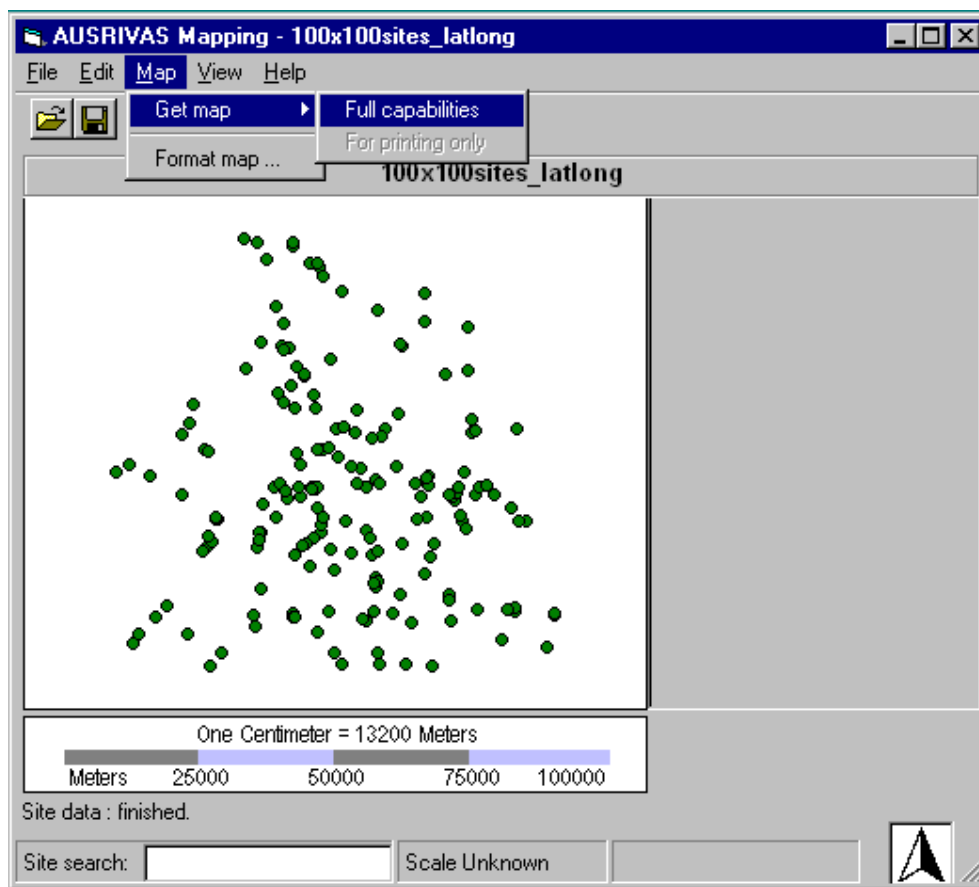 AUSRIVAS Mapping - 100x100sites_latlong
File Edit Map View Help
Get map
Full capabilities
For printing only
Format map ...
100x100sites_latlong
One Centimeter = 13200 Meters
Meters 25000 50000 75000 100000
Site data : finished.
Site search: Scale Unknown